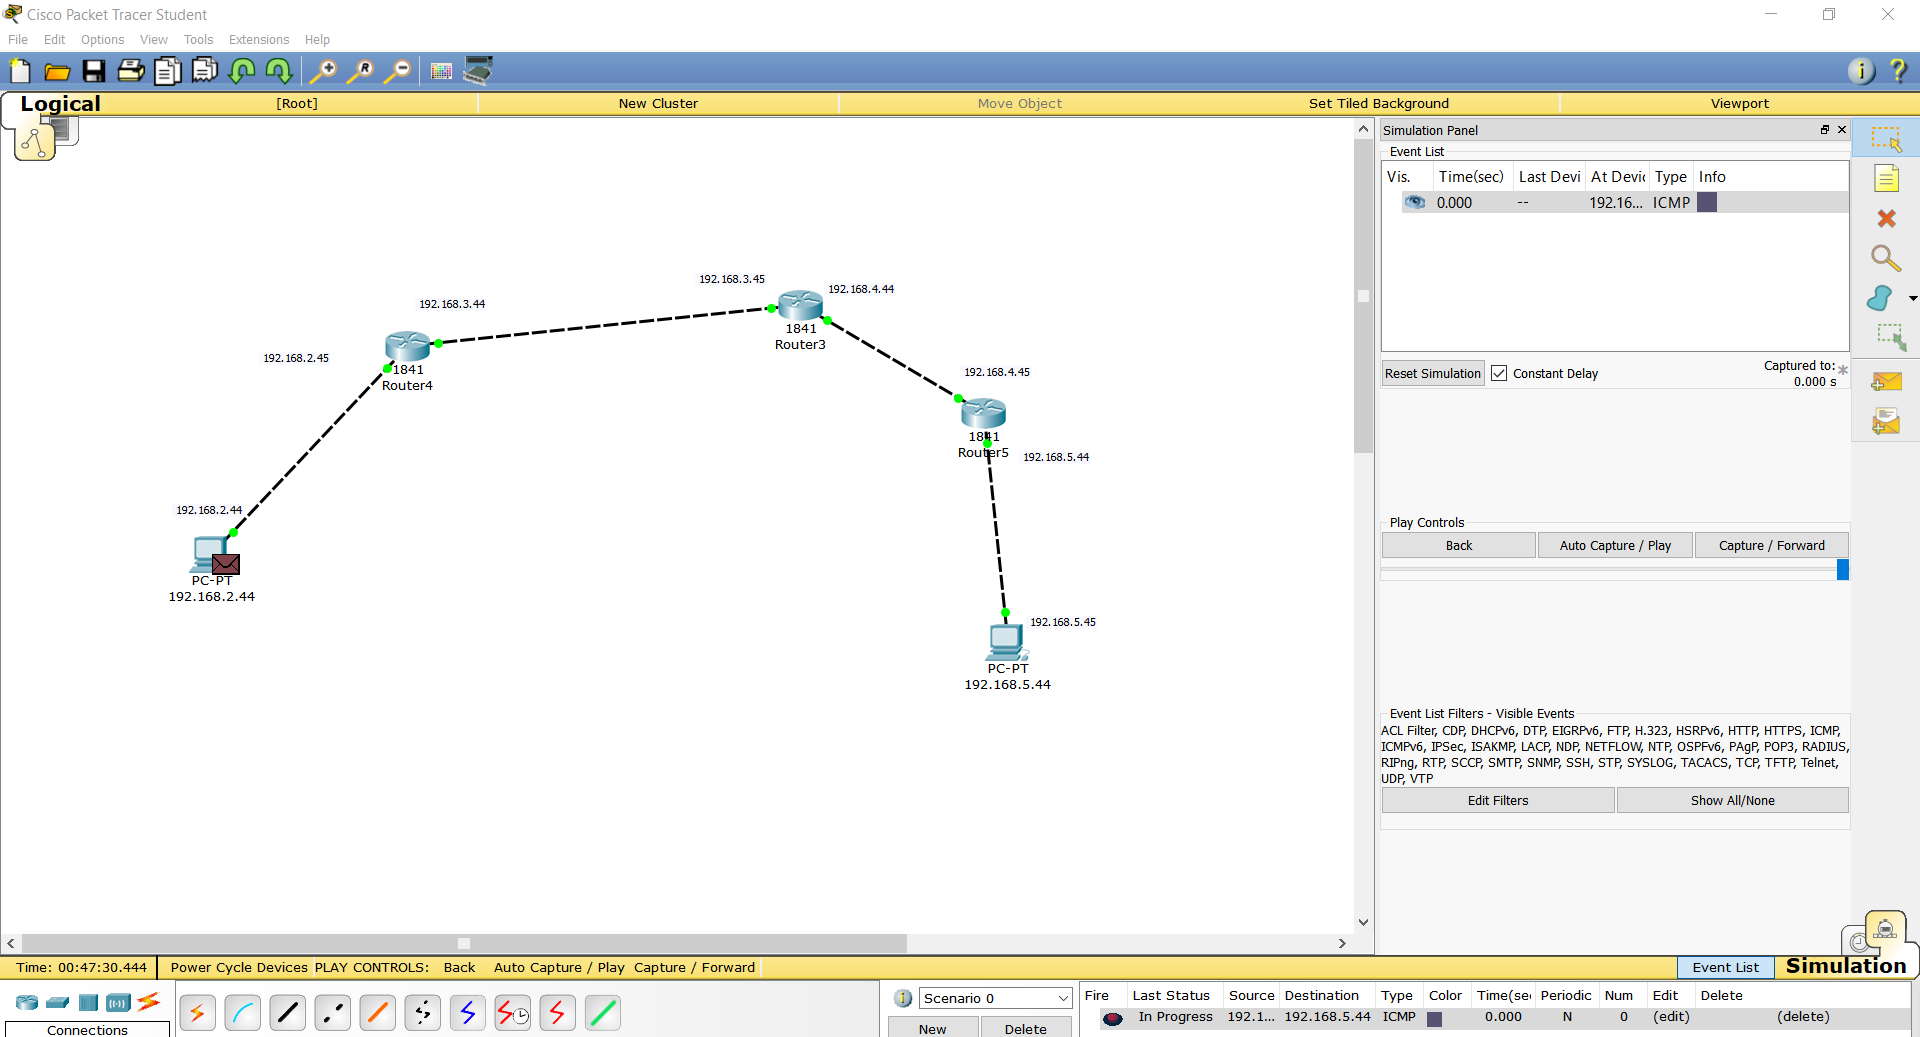 Cisco Packet Tracer Student
File Edit Options View Tools Extensions Help
Logical [Root] New Cluster Move Object Set Tiled Background Viewport
192.168.3.45
192.168.4.44
192.168.3.44
1841
Router3
192.168.2.45
1841
Router4
192.168.4.45
1841
Router5
192.168.5.44
192.168.2.44
PC-PT
192.168.2.44
192.168.5.45
PC-PT
192.168.5.44
Simulation Panel
Event List
Vis. Time(sec) Last Devi At Devic Type Info
0.000 -- 192.16... ICMP
Reset Simulation Constant Delay Captured to: *
0.000 s
Play Controls
Back Auto Capture / Play Capture / Forward
Event List Filters - Visible Events
ACL Filter, CDP, DHCPv6, DTP, EIGRPv6, FTP, H.323, HSRPv6, HTTP, HTTPS, ICMP,
ICMPv6, IPSec, ISAKMP, LACP, NDP, NETFLOW, NTP, OSPFv6, PAgP, POP3, RADIUS,
RIPng, RTP, SCCP, SMTP, SNMP, SSH, STP, SYSLOG, TACACS, TCP, TFTP, Telnet,
UDP, VTP
Edit Filters Show All/None
Time: 00:47:30.444 Power Cycle Devices PLAY CONTROLS: Back Auto Capture / Play Capture / Forward Event List Simulation
Connections
Scenario 0
New Delete
Fire Last Status Source Destination Type Color Time(sec Periodic Num Edit Delete
In Progress 192.1... 192.168.5.44 ICMP 0.000 N 0 (edit) (delete)